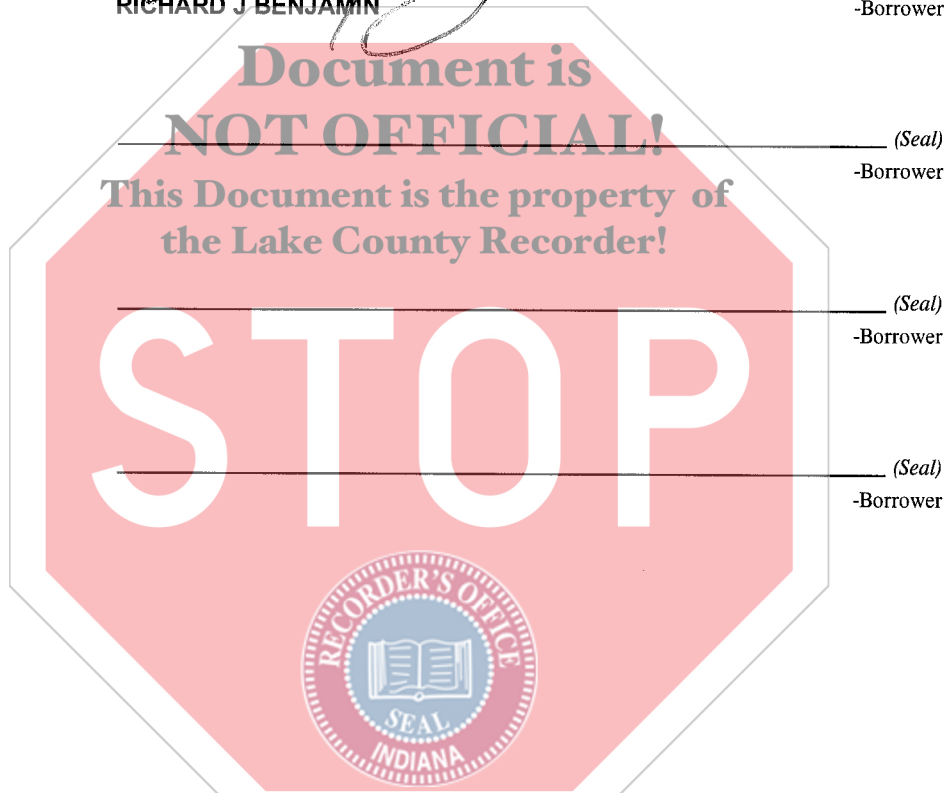 RICHARD J BENJAMIN
-Borrower
Document is
NOT OFFICIAL!
(Seal)
-Borrower
This Document is the property of
the Lake County Recorder!
(Seal)
-Borrower
STOP
(Seal)
-Borrower
RECORDER'S OFFICE
SEAL
INDIANA